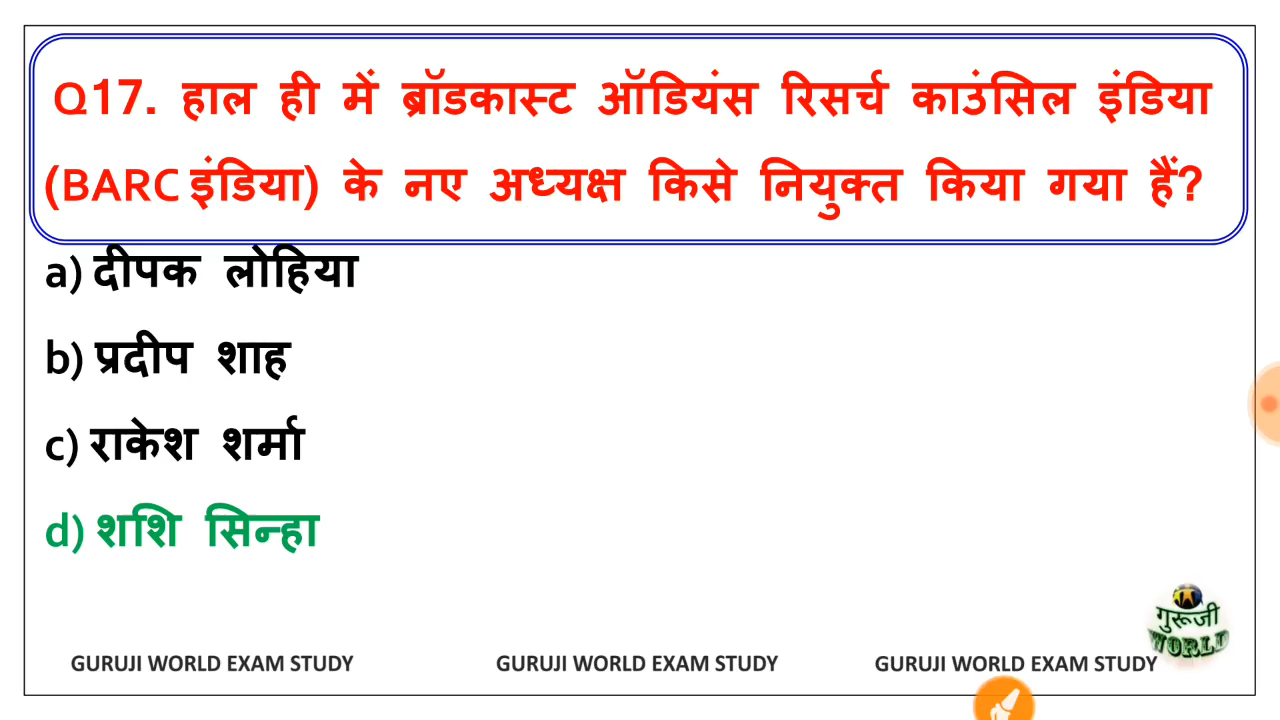 Q17. हाल ही में ब्रॉडकास्ट ऑडियंस रिसर्च काउंसिल इंडिया
(BARC इंडिया) के नए अध्यक्ष किसे नियुक्त किया गया हैं?
a) दीपक लोहिया
b) प्रदीप शाह
c) राकेश शर्मा
d) शशि सिन्हा
गुरूजी
WORLD
GURUJI WORLD EXAM STUDY GURUJI WORLD EXAM STUDY GURUJI WORLD EXAM STUDY